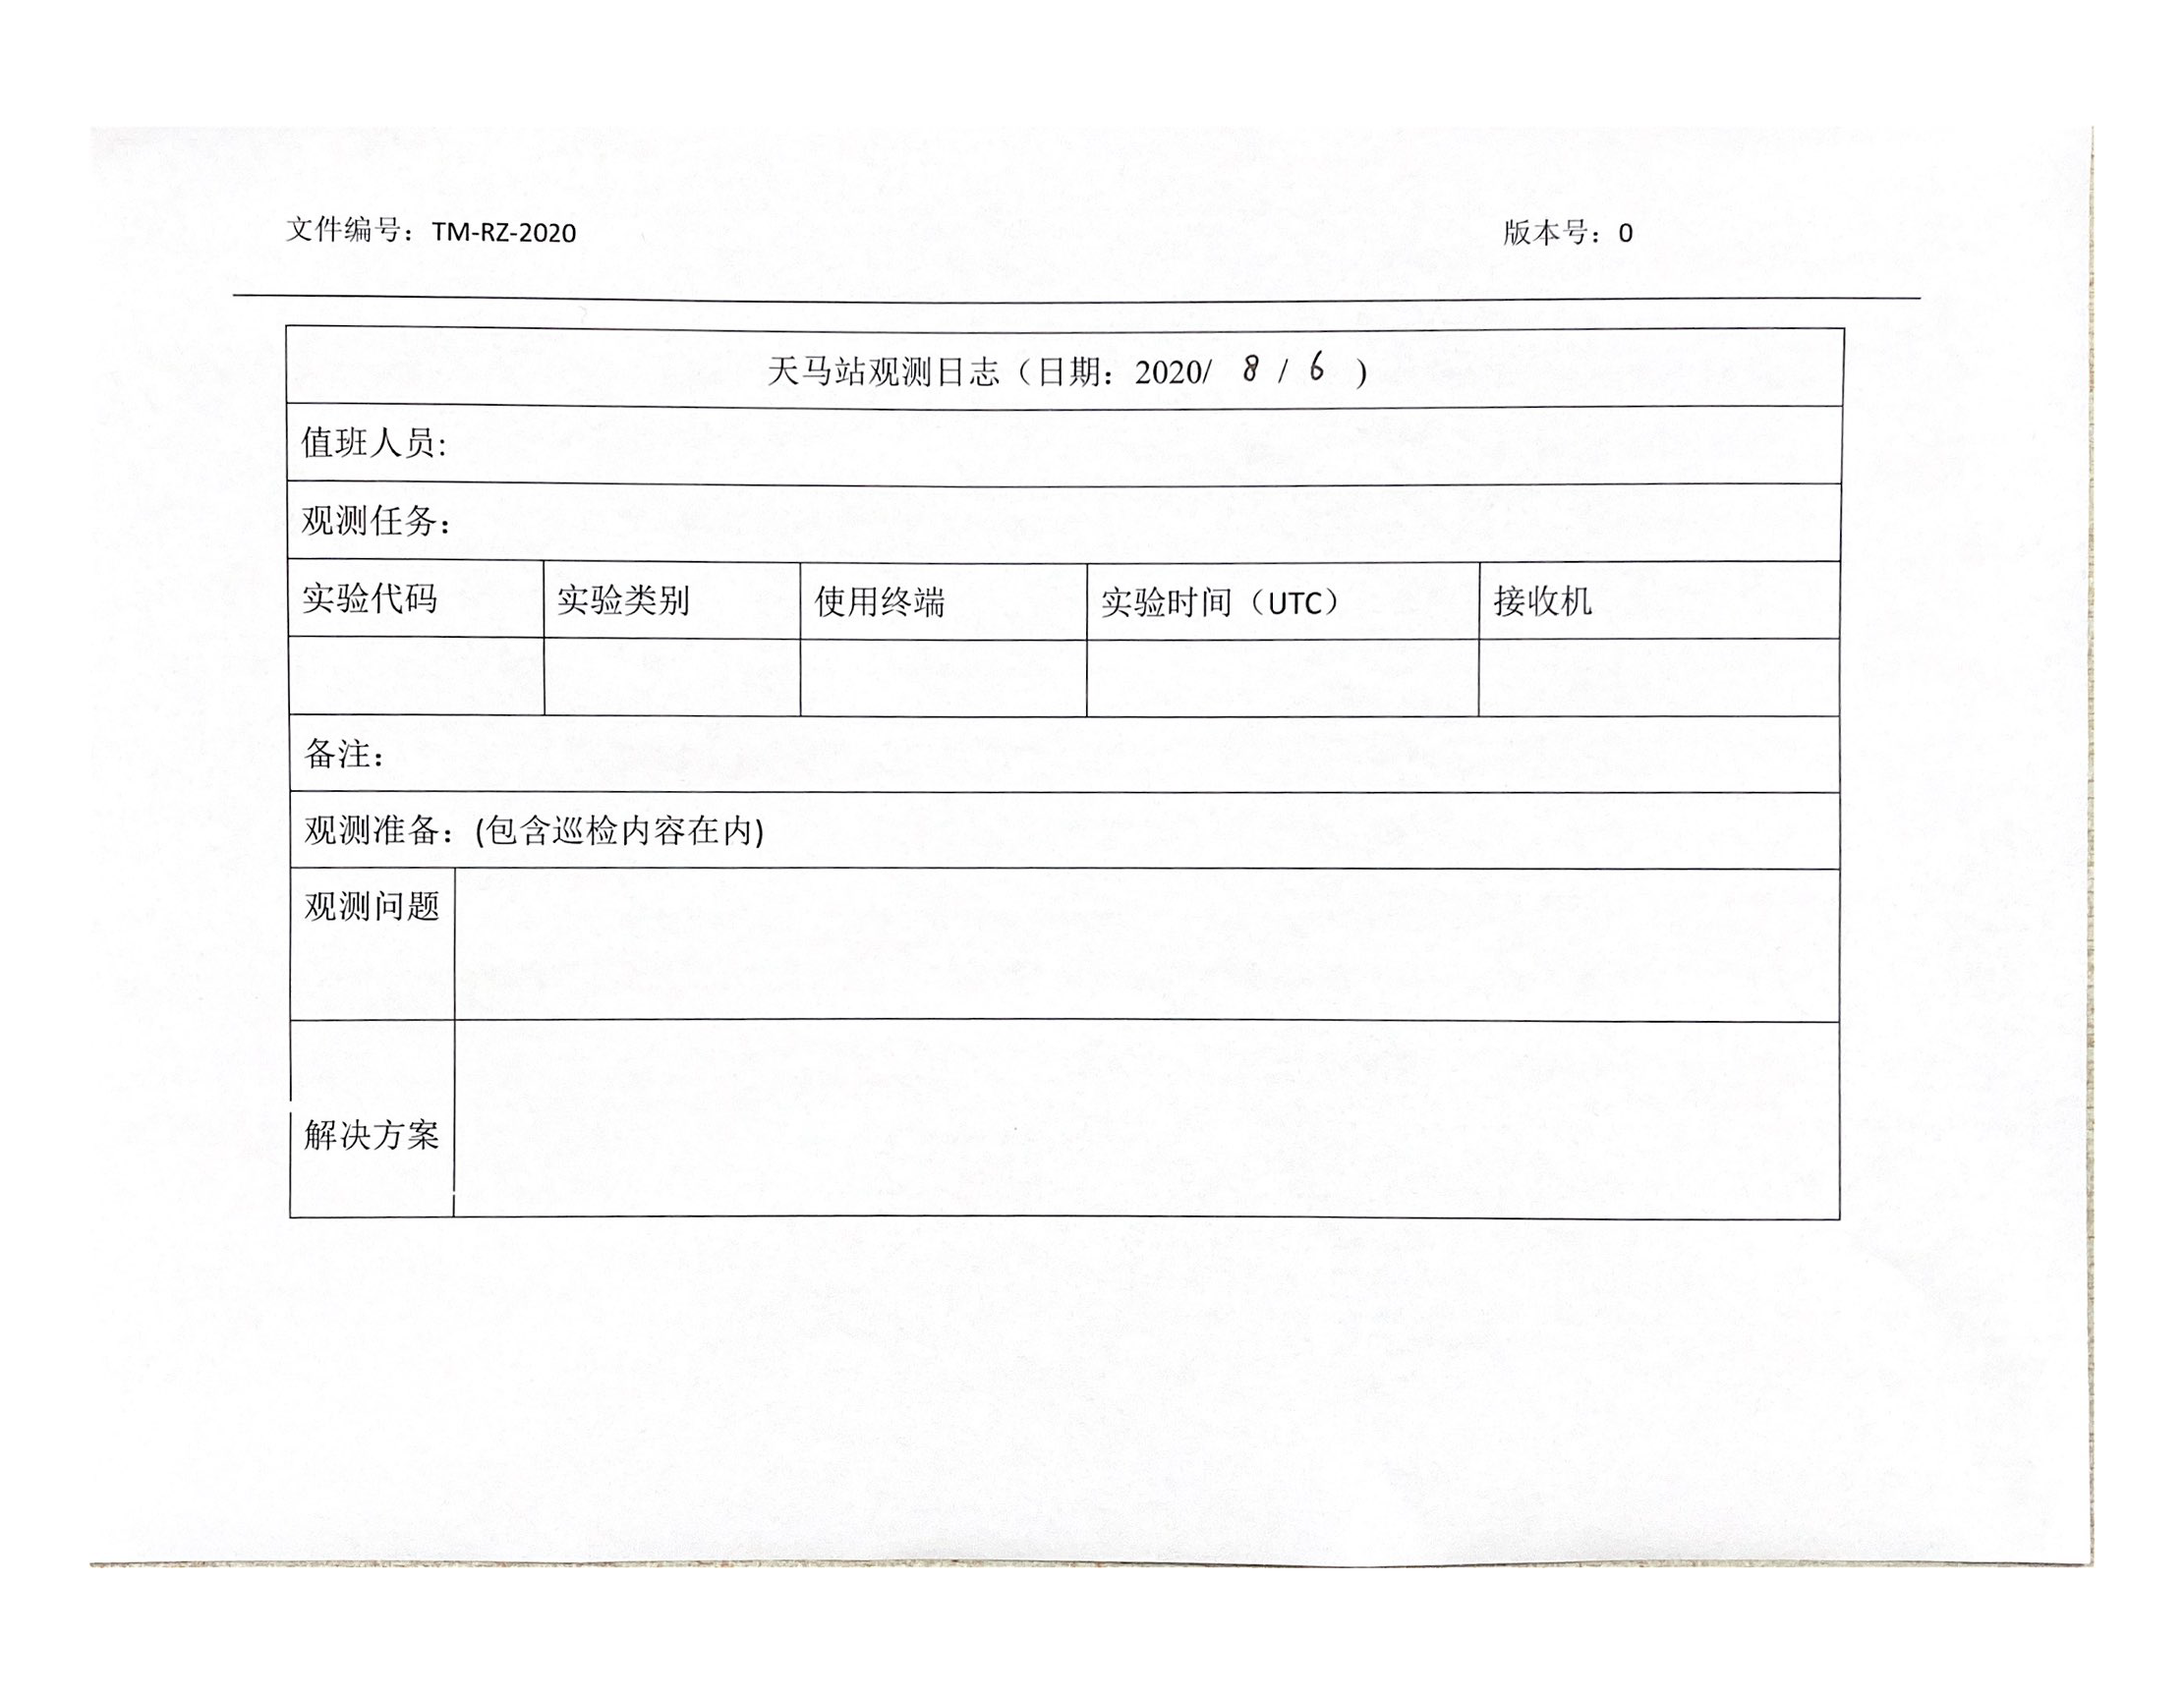 文件编号：TM-RZ-2020 版本号：0
天马站观测日志（日期：2020/ 8 / 6 ）
值班人员:
观测任务：
实验代码 实验类别 使用终端 实验时间（UTC） 接收机
备注：
观测准备：(包含巡检内容在内)
观测问题
解决方案